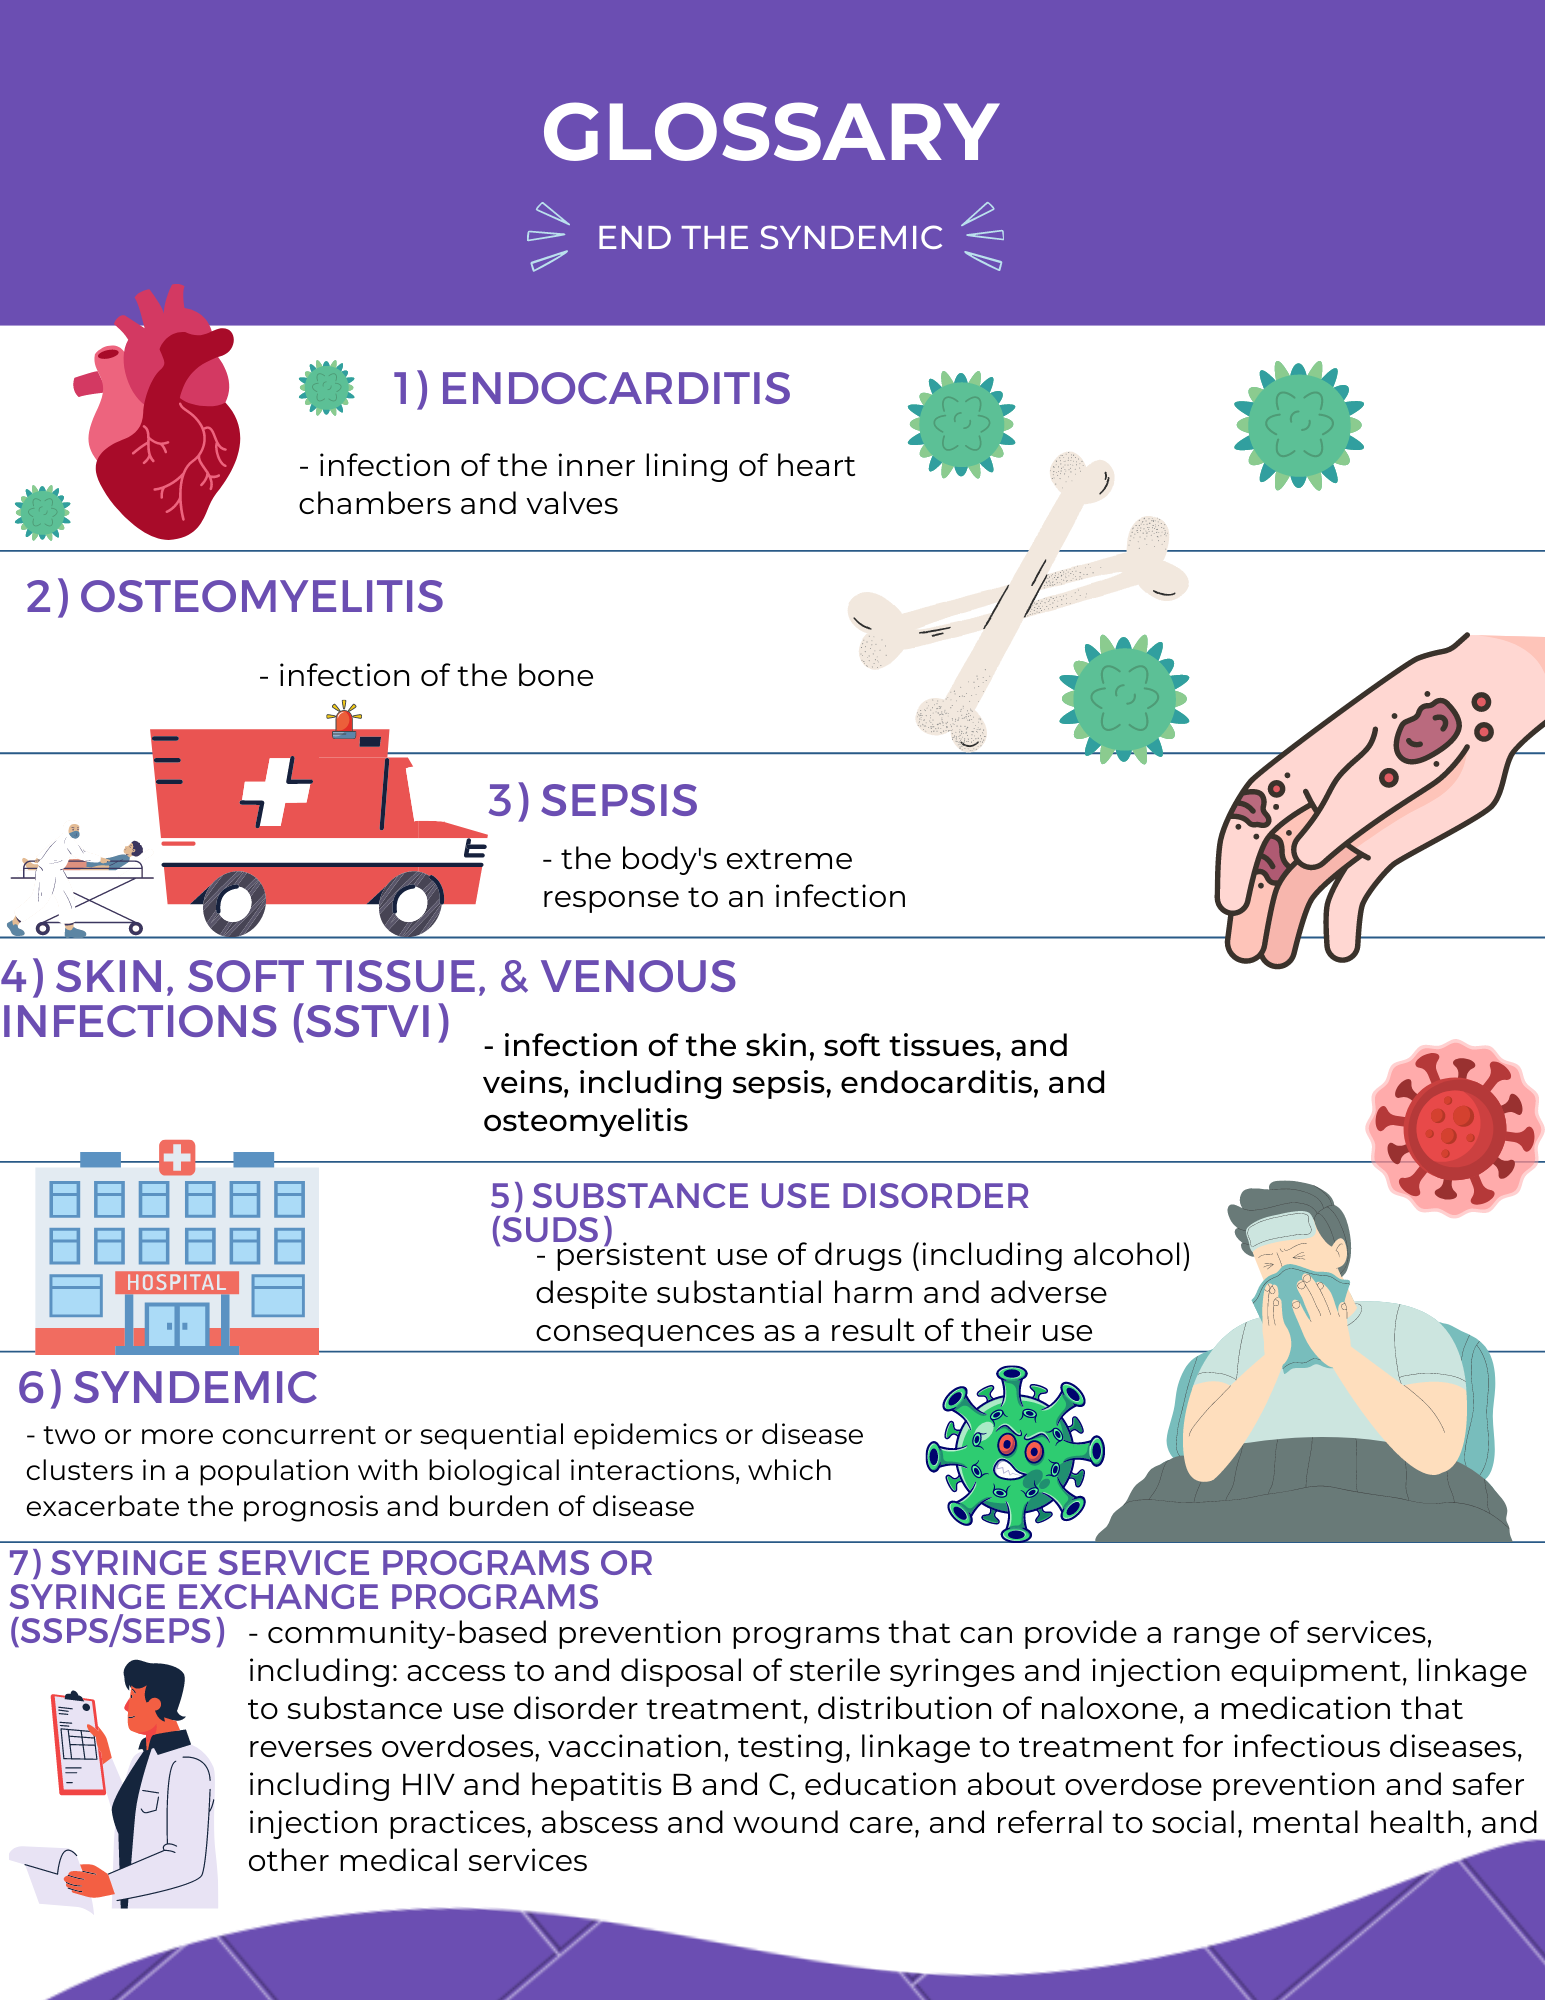 GLOSSARY
END THE SYNDEMIC
1) ENDOCARDITIS
- infection of the inner lining of heart
chambers and valves
2) OSTEOMYELITIS
- infection of the bone
3) SEPSIS
- the body's extreme
response to an infection
4) SKIN, SOFT TISSUE, & VENOUS
INFECTIONS (SSTVI)
- infection of the skin, soft tissues, and
veins, including sepsis, endocarditis, and
osteomyelitis
HOSPITAL
5) SUBSTANCE USE DISORDER
(SUDS)
- persistent use of drugs (including alcohol)
despite substantial harm and adverse
consequences as a result of their use
6) SYNDEMIC
- two or more concurrent or sequential epidemics or disease
clusters in a population with biological interactions, which
exacerbate the prognosis and burden of disease
7) SYRINGE SERVICE PROGRAMS OR
SYRINGE EXCHANGE PROGRAMS
(SSPS/SEPS)
- community-based prevention programs that can provide a range of services,
including: access to and disposal of sterile syringes and injection equipment, linkage
to substance use disorder treatment, distribution of naloxone, a medication that
reverses overdoses, vaccination, testing, linkage to treatment for infectious diseases,
including HIV and hepatitis B and C, education about overdose prevention and safer
injection practices, abscess and wound care, and referral to social, mental health, and
other medical services